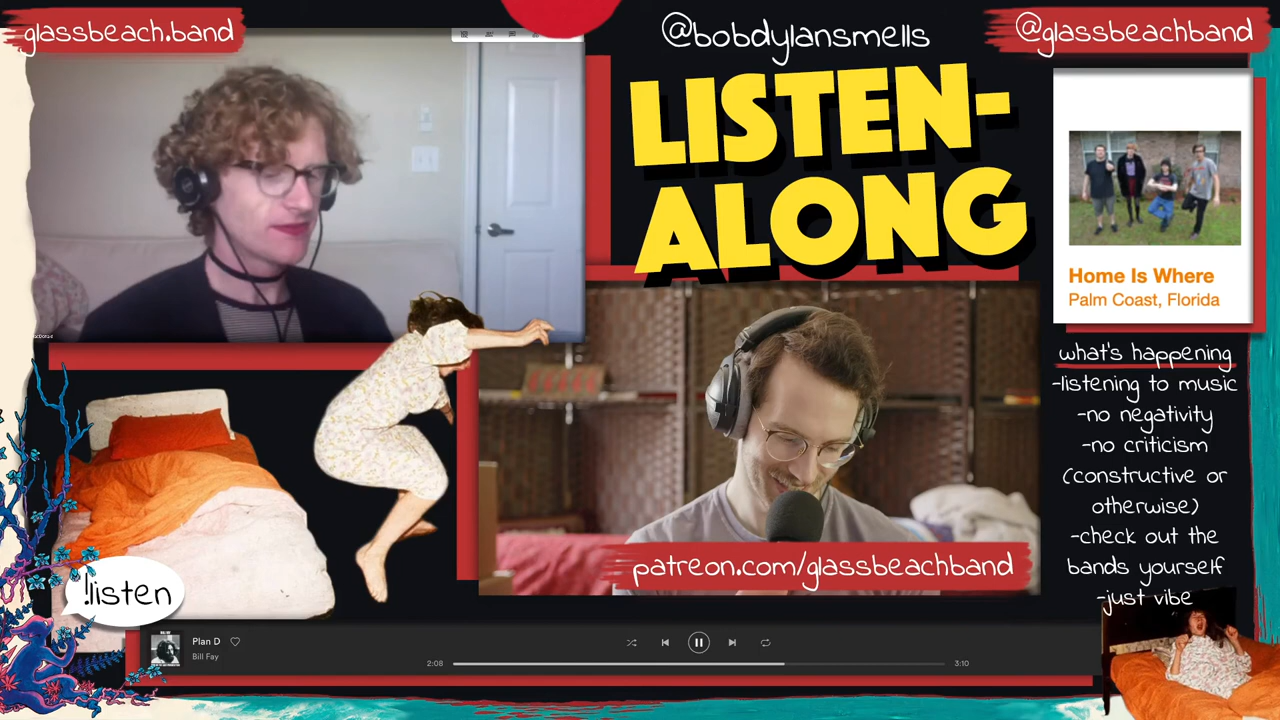 glassbeach.band
@bobdylansmells
@glassbeachband
LISTEN-
ALONG
Home Is Where
Palm Coast, Florida
what's happening
-listening to music
-no negativity
-no criticism
(constructive or
otherwise)
-check out the
bands yourself
-just vibe
patreon.com/glassbeachband
!listen
Plan D
Bill Fay
2:08
3:10